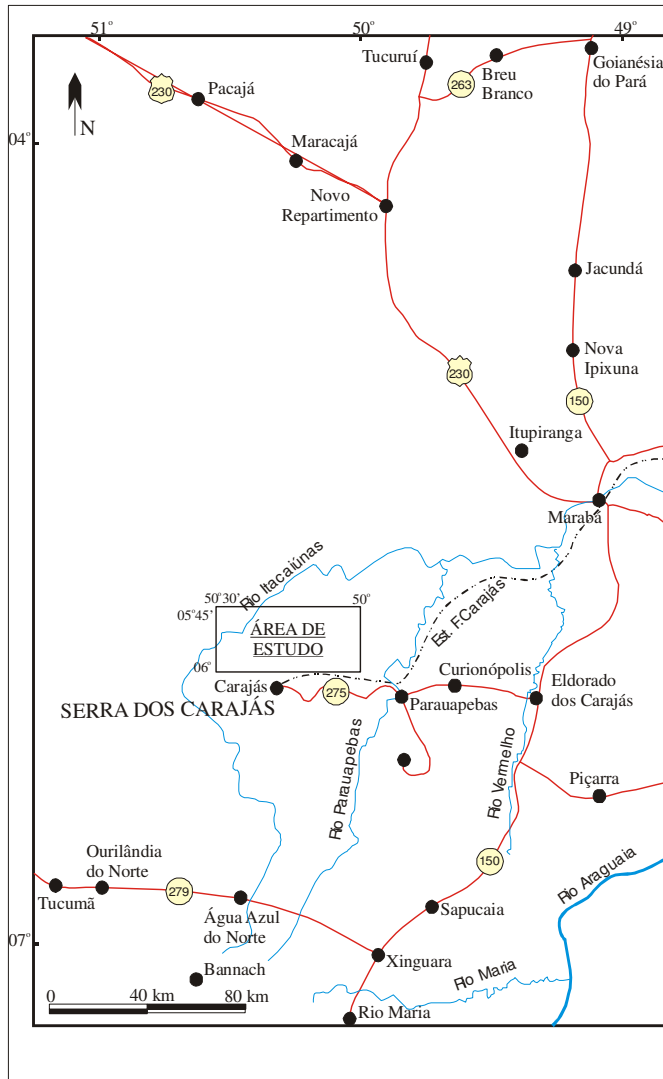 51°
50°
49°
Tucuruí
Breu
Branco
Goianésia
do Pará
230
Pacajá
263
N
04°
Maracajá
Novo
Repartimento
Jacundá
Nova
Ipixuna
230
150
Itupiranga
Marabá
Rio Itacaiúnas
50°30'
50°
05°45'
ÁREA DE
ESTUDO
06°
Est. F.Carajás
Carajás
275
Curionópolis
Parauapebas
Eldorado
dos Carajás
SERRA DOS CARAJÁS
Rio Parauapebas
Rio Vermelho
Piçarra
Ourilândia
do Norte
150
Rio Araguaia
Tucumã
279
Água Azul
do Norte
Sapucaia
07°
Bannach
Xinguara
Rio Maria
0
40 km
80 km
Rio Maria